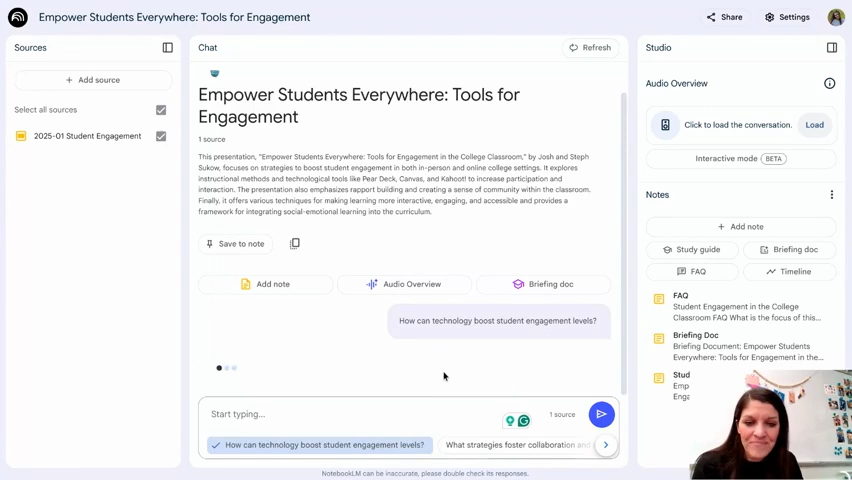 Empower Students Everywhere: Tools for Engagement
Share
Settings
Sources
Add source
Select all sources
2025-01 Student Engagement
Chat
Refresh
Empower Students Everywhere: Tools for
Engagement
1 source
This presentation, "Empower Students Everywhere: Tools for Engagement in the College Classroom," by Josh and Steph
Sukow, focuses on strategies to boost student engagement in both in-person and online college settings. It explores
instructional methods and technological tools like Pear Deck, Canvas, and Kahoot! to increase participation and
interaction. The presentation also emphasizes rapport building and creating a sense of community within the classroom.
Finally, it offers various techniques for making learning more interactive, engaging, and accessible and provides a
framework for integrating social-emotional learning into the curriculum.
Save to note
Add note
Audio Overview
Briefing doc
How can technology boost student engagement levels?
Start typing...
1 source
How can technology boost student engagement levels?
What strategies foster collaboration and
NotebookLM can be inaccurate, please double check its responses.
Studio
Audio Overview
Click to load the conversation.
Load
Interactive mode BETA
Notes
Add note
Study guide
Briefing doc
FAQ
Timeline
FAQ
Student Engagement in the College
Classroom FAQ What is the focus of this...
Briefing Doc
Briefing Document: Empower Students
Everywhere: Tools for Engagement in the...
Stud
Emp
Enga